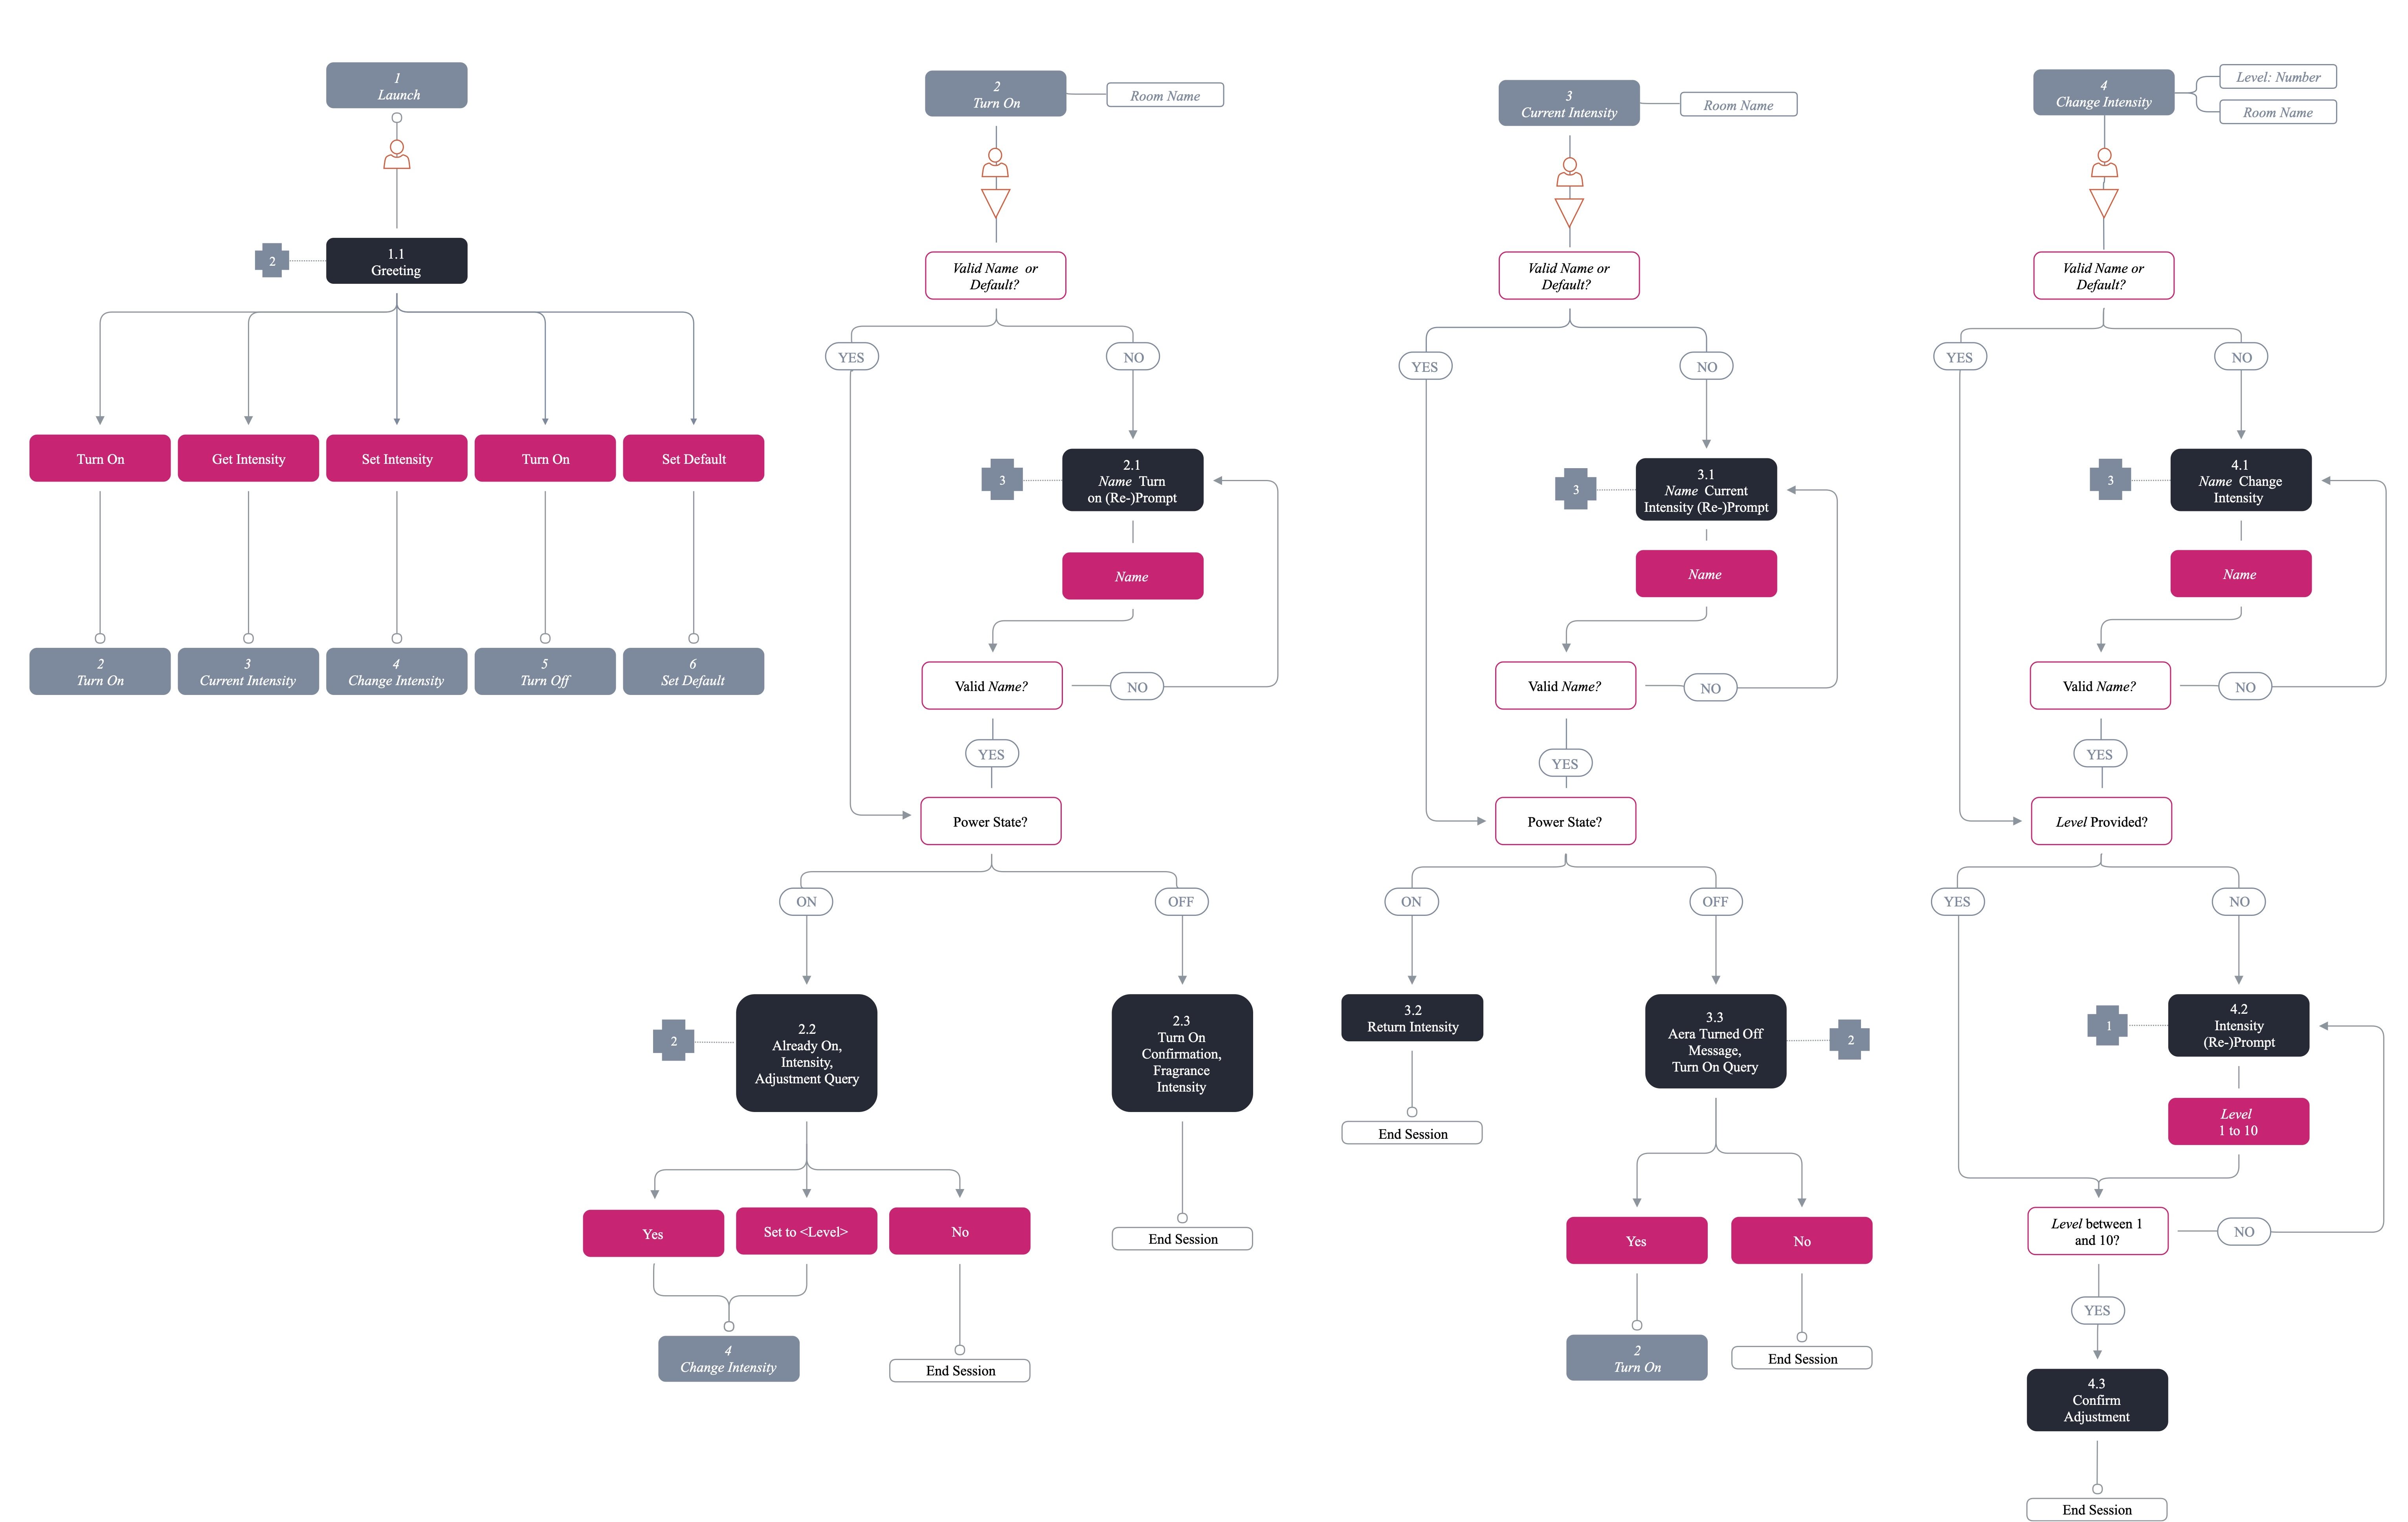 1
Launch
2
1.1
Greeting
Turn On
Get Intensity
Set Intensity
Turn On
Set Default
2
Turn On
3
Current Intensity
4
Change Intensity
5
Turn Off
6
Set Default
2
Turn On
Room Name
Valid Name or
Default?
YES
NO
3
2.1
Name Turn
on (Re-)Prompt
Name
Valid Name?
NO
YES
Power State?
ON
OFF
2
2.2
Already On,
Intensity,
Adjustment Query
2.3
Turn On
Confirmation,
Fragrance
Intensity
Yes
Set to <Level>
No
End Session
4
Change Intensity
End Session
3
Current Intensity
Room Name
Valid Name or
Default?
YES
NO
3
3.1
Name Current
Intensity (Re-)Prompt
Name
Valid Name?
NO
YES
Power State?
ON
OFF
3.2
Return Intensity
3.3
Aera Turned Off
Message,
Turn On Query
2
End Session
Yes
No
2
Turn On
End Session
4
Change Intensity
Level: Number
Room Name
Valid Name or
Default?
YES
NO
3
4.1
Name Change
Intensity
Name
Valid Name?
NO
YES
Level Provided?
YES
NO
1
4.2
Intensity
(Re-)Prompt
Level
1 to 10
Level between 1
and 10?
NO
YES
4.3
Confirm
Adjustment
End Session